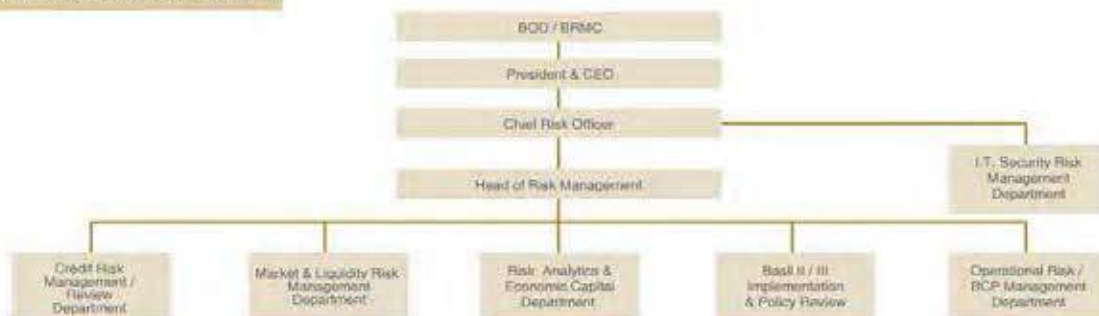 BOD / BRMC
President & CEO
Chief Risk Officer
I.T. Security Risk
Management
Department
Head of Risk Management
Credit Risk
Management /
Review
Department
Market & Liquidity Risk
Management
Department
Risk Analytics &
Economic Capital
Department
Basil II / III
Implementation
& Policy Review
Operational Risk /
BCP Management
Department